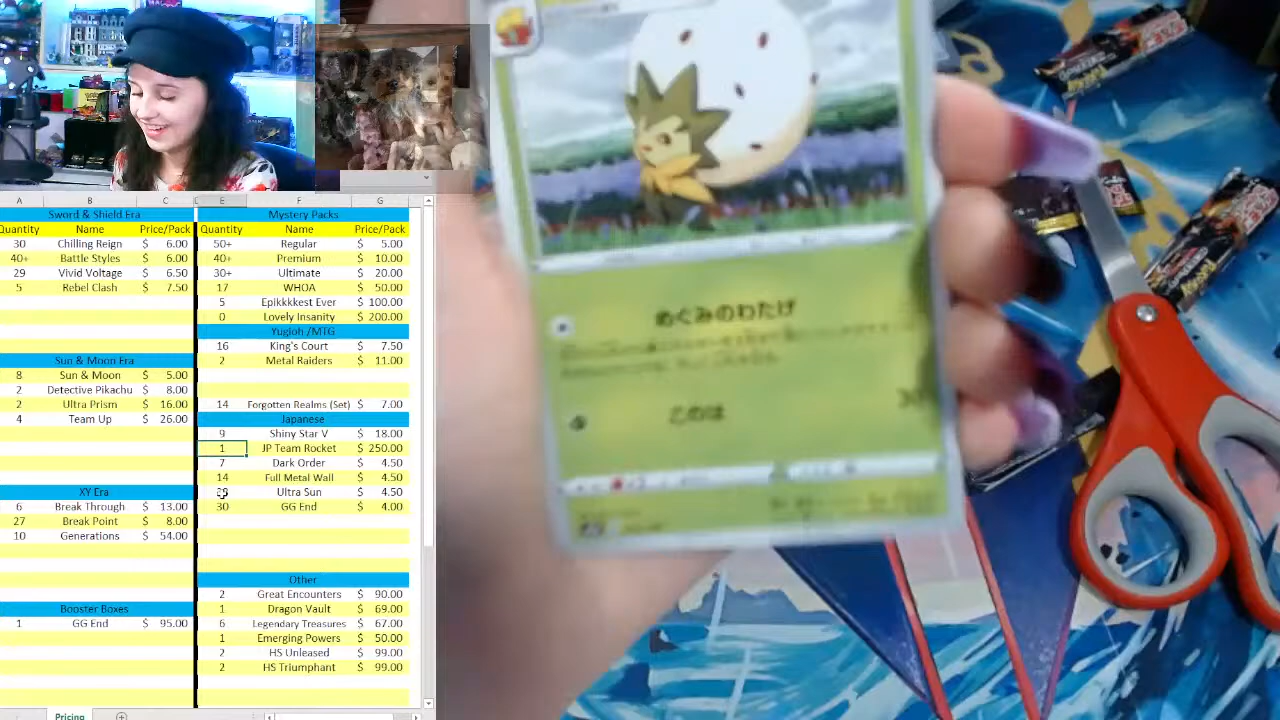 A B C E F G
Sword & Shield Era Mystery Packs
Quantity Name Price/Pack Quantity Name Price/Pack
30 Chilling Reign $ 6.00 50+ Regular $ 5.00
40+ Battle Styles $ 6.00 40+ Premium $ 10.00
29 Vivid Voltage $ 6.50 30+ Ultimate $ 20.00
5 Rebel Clash $ 7.50 17 WHOA $ 50.00
5 Epikkkkest Ever $ 100.00
0 Lovely Insanity $ 200.00
Yugioh /MTG
16 King's Court $ 7.50
Sun & Moon Era 2 Metal Raiders $ 11.00
8 Sun & Moon $ 5.00
2 Detective Pikachu $ 8.00
2 Ultra Prism $ 16.00 14 Forgotten Realms (Set) $ 7.00
4 Team Up $ 26.00 Japanese
9 Shiny Star V $ 18.00
1 JP Team Rocket $ 250.00
7 Dark Order $ 4.50
14 Full Metal Wall $ 4.50
XY Era Ultra Sun $ 4.50
6 Break Through $ 13.00 30 GG End $ 4.00
27 Break Point $ 8.00
10 Generations $ 54.00
Other
2 Great Encounters $ 90.00
Booster Boxes 1 Dragon Vault $ 69.00
1 GG End $ 95.00 6 Legendary Treasures $ 67.00
1 Emerging Powers $ 50.00
2 HS Unleased $ 99.00
2 HS Triumphant $ 99.00
Pricing
めぐみのわたげ
このは
30